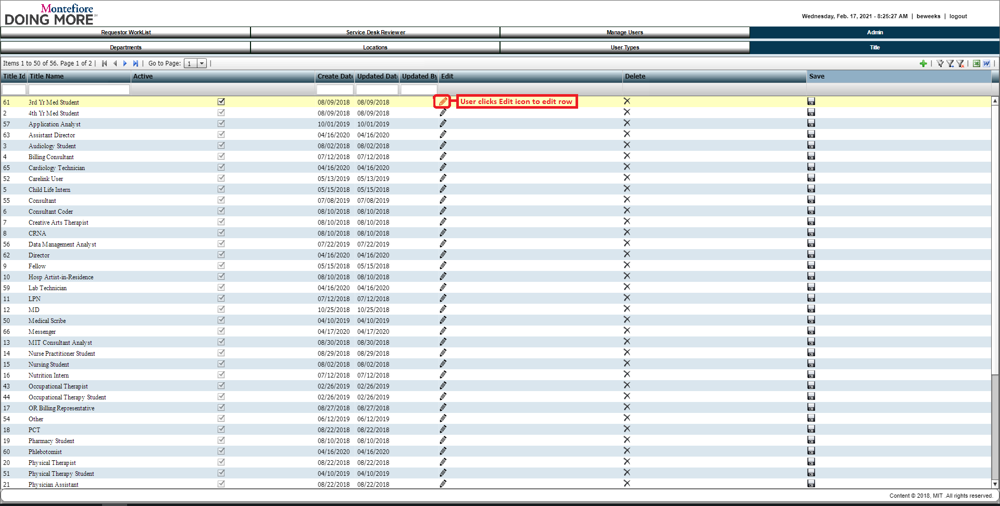 Montefiore
DOING MORE℠
Wednesday, Feb. 17, 2021 - 8:25:27 AM | beweeks | logout
Requestor WorkList Service Desk Reviewer Manage Users Admin
Departments Locations User Types Title
Items 1 to 50 of 56. Page 1 of 2 | | Go to Page: 1 |
Title Id Title Name Active Create Date Updated Date Updated By Edit Delete Save
61 3rd Yr Med Student 08/09/2018 08/09/2018 User clicks Edit icon to edit row
2 4th Yr Med Student 08/09/2018 08/09/2018
57 Application Analyst 10/01/2019 10/01/2019
63 Assistant Director 04/16/2020 04/16/2020
3 Audiology Student 08/02/2018 08/02/2018
4 Billing Consultant 07/12/2018 07/12/2018
65 Cardiology Technician 04/16/2020 04/16/2020
52 Carelink User 05/13/2019 05/13/2019
5 Child Life Intern 05/15/2018 05/15/2018
55 Consultant 07/08/2019 07/08/2019
6 Consultant Coder 08/10/2018 08/10/2018
7 Creative Arts Therapist 08/10/2018 08/10/2018
8 CRNA 08/10/2018 08/10/2018
56 Data Management Analyst 07/22/2019 07/22/2019
62 Director 04/16/2020 04/16/2020
9 Fellow 05/15/2018 05/15/2018
10 Hosp Artist-in-Residence 08/10/2018 08/10/2018
59 Lab Technician 04/16/2020 04/16/2020
11 LPN 07/12/2018 07/12/2018
12 MD 10/25/2018 10/25/2018
50 Medical Scribe 04/10/2019 04/10/2019
66 Messenger 04/17/2020 04/17/2020
13 MIT Consultant Analyst 08/30/2018 08/30/2018
14 Nurse Practitioner Student 08/29/2018 08/29/2018
15 Nursing Student 08/02/2018 08/02/2018
16 Nutrition Intern 07/12/2018 07/12/2018
43 Occupational Therapist 02/26/2019 02/26/2019
44 Occupational Therapy Student 02/26/2019 02/26/2019
17 OR Billing Representative 08/27/2018 08/27/2018
54 Other 06/12/2019 06/12/2019
18 PCT 08/22/2018 08/22/2018
19 Pharmacy Student 08/10/2018 08/10/2018
60 Phlebotomist 04/16/2020 04/16/2020
20 Physical Therapist 08/22/2018 08/22/2018
51 Physical Therapy Student 04/10/2019 04/10/2019
21 Physician Assistant 08/22/2018 08/22/2018
Content © 2018, MIT .All rights reserved.